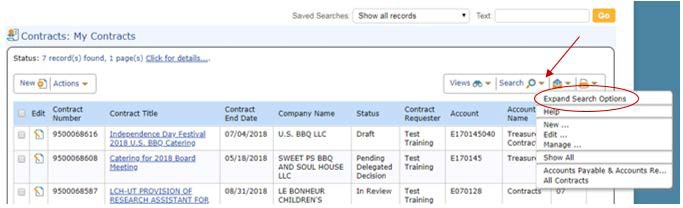 Saved Searches: Show all records Text Go
Contracts: My Contracts
Status: 7 record(s) found, 1 page(s) Click for details....
New Actions Views Search
Expand Search Options
Help
New ...
Edit ...
Manage ...
Show All
Accounts Payable & Accounts Re...
All Contracts
Edit Contract Number Contract Title Contract End Date Company Name Status Contract Requester Account Account Name
9500068616 Independence Day Festival 07/04/2018 U.S. BBQ LLC Draft Test E170145040 Treasur
2018 U.S. BBQ Catering Training Contract
9500068608 Catering for 2018 Board 05/18/2018 SWEET PS BBQ Pending Test E170145 Treasur
Meeting AND SOUL HOUSE Delegated Training
LLC Decision
9500068587 LCH-UT PROVISION OF 08/31/2018 LE BONHEUR In Review Test E070128 Contracts 07
RESEARCH ASSISTANT FOR CHILDREN'S Training